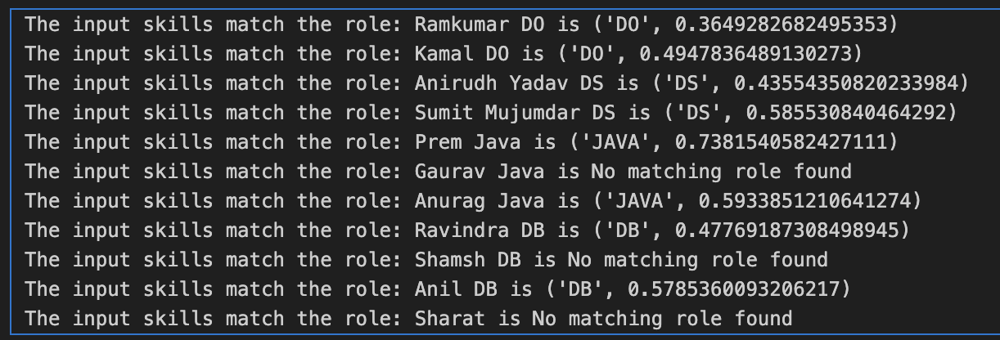 The input skills match the role: Ramkumar DO is ('DO', 0.3649282682495353)
The input skills match the role: Kamal DO is ('DO', 0.4947836489130273)
The input skills match the role: Anirudh Yadav DS is ('DS', 0.43554350820233984)
The input skills match the role: Sumit Mujumdar DS is ('DS', 0.585530840464292)
The input skills match the role: Prem Java is ('JAVA', 0.7381540582427111)
The input skills match the role: Gaurav Java is No matching role found
The input skills match the role: Anurag Java is ('JAVA', 0.5933851210641274)
The input skills match the role: Ravindra DB is ('DB', 0.47769187308498945)
The input skills match the role: Shamsh DB is No matching role found
The input skills match the role: Anil DB is ('DB', 0.5785360093206217)
The input skills match the role: Sharat is No matching role found